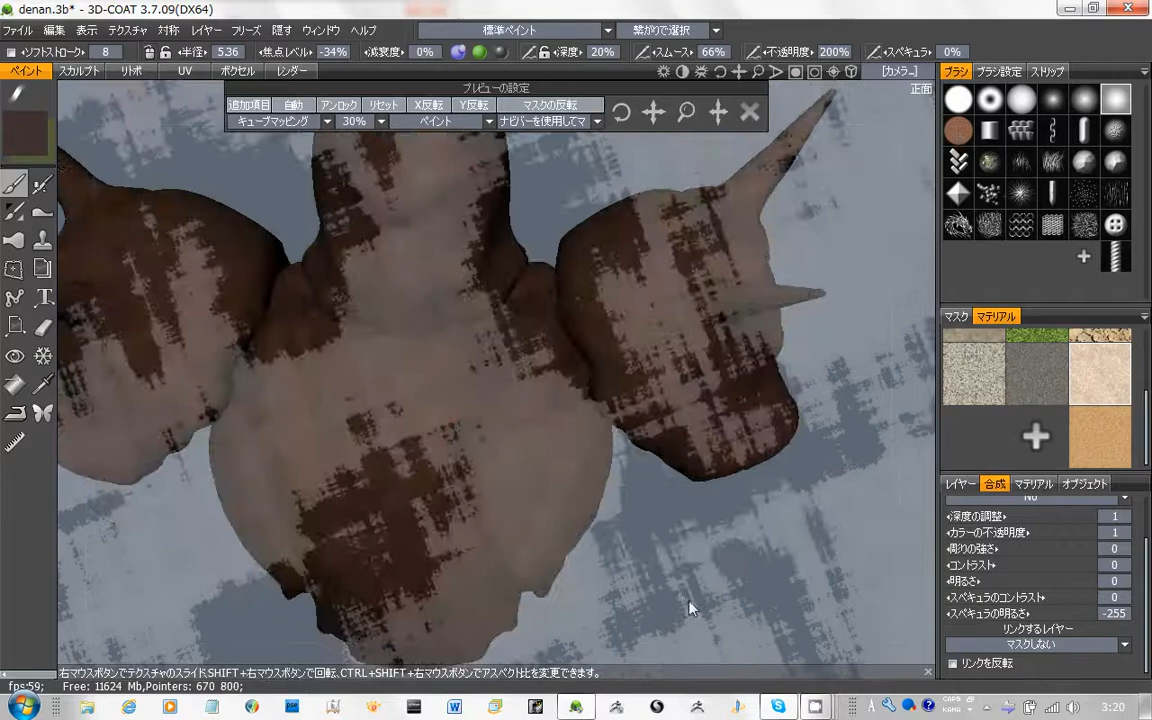 denan.3b* - 3D-COAT 3.7.09(DX64)
ファイル 編集 表示 テクスチャ 対称 レイヤー フリーズ 隠す ウィンドウ ヘルプ 標準ペイント 繋がりで選択
ソフトストローク 8 半径 5.36 焦点レベル -34% 減衰度 0% 深度 20% スムース 66% 不透明度 200% スペキュラ 0%
ペイント スカルプト リトポ UV ボクセル レンダー [カメラ] ブラシ ブラシ設定 ストリップ
プレビューの設定
正面
追加項目 自動 アンロック リセット X反転 Y反転 マスクの反転
キューブマッピング 30% ペイント ナビバーを使用してマ
マスク マテリアル
レイヤー 合成 マテリアル オブジェクト
No
深度の調整 1
カラーの不透明度 1
周りの強さ 0
コントラスト 0
明るさ 0
スペキュラのコントラスト 0
スペキュラの明るさ -255
リンクするレイヤー
マスクしない
リンクを反転
右マウスボタンでテクスチャのスライド,SHIFT+右マウスボタンで回転,CTRL+SHIFT+右マウスボタンでアスペクト比を変更できます。
fps:59; Free: 11624 Mb,Pointers: 670 800;
A CAPS KANA 3:20